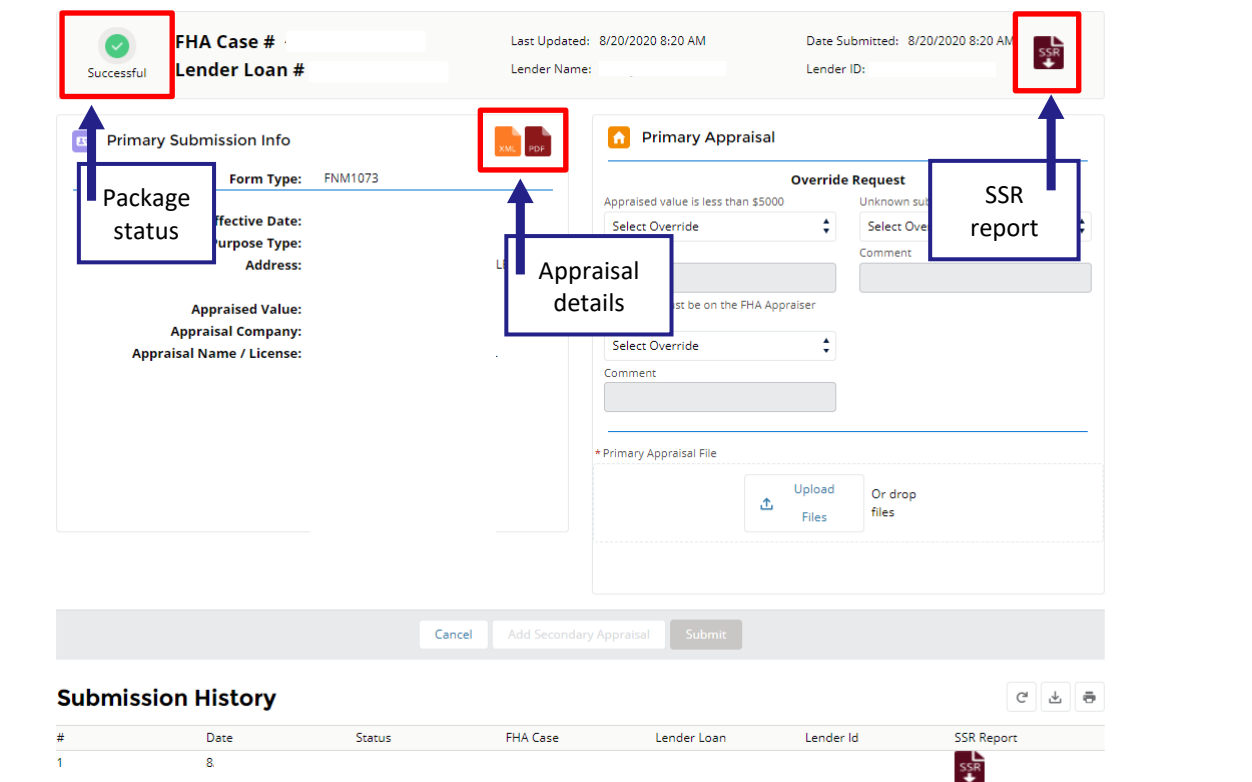 Successful
FHA Case #
Lender Loan #
Last Updated: 8/20/2020 8:20 AM
Lender Name:
Date Submitted: 8/20/2020 8:20 AM
Lender ID:
SSR
Primary Submission Info
XML PDF
Form Type: FNM1073
Effective Date:
Purpose Type:
Address:
Appraised Value:
Appraisal Company:
Appraisal Name / License:
Package
status
Appraisal
details
SSR
report
Primary Appraisal
Override Request
Appraised value is less than $5000
Select Override
Unknown
Select
Comment
be on the FHA Appraiser
Select Override
Comment
* Primary Appraisal File
Upload
Files
Or drop
files
Cancel Add Secondary Appraisal Submit
Submission History
# Date Status FHA Case Lender Loan Lender Id SSR Report
1 8 SSR